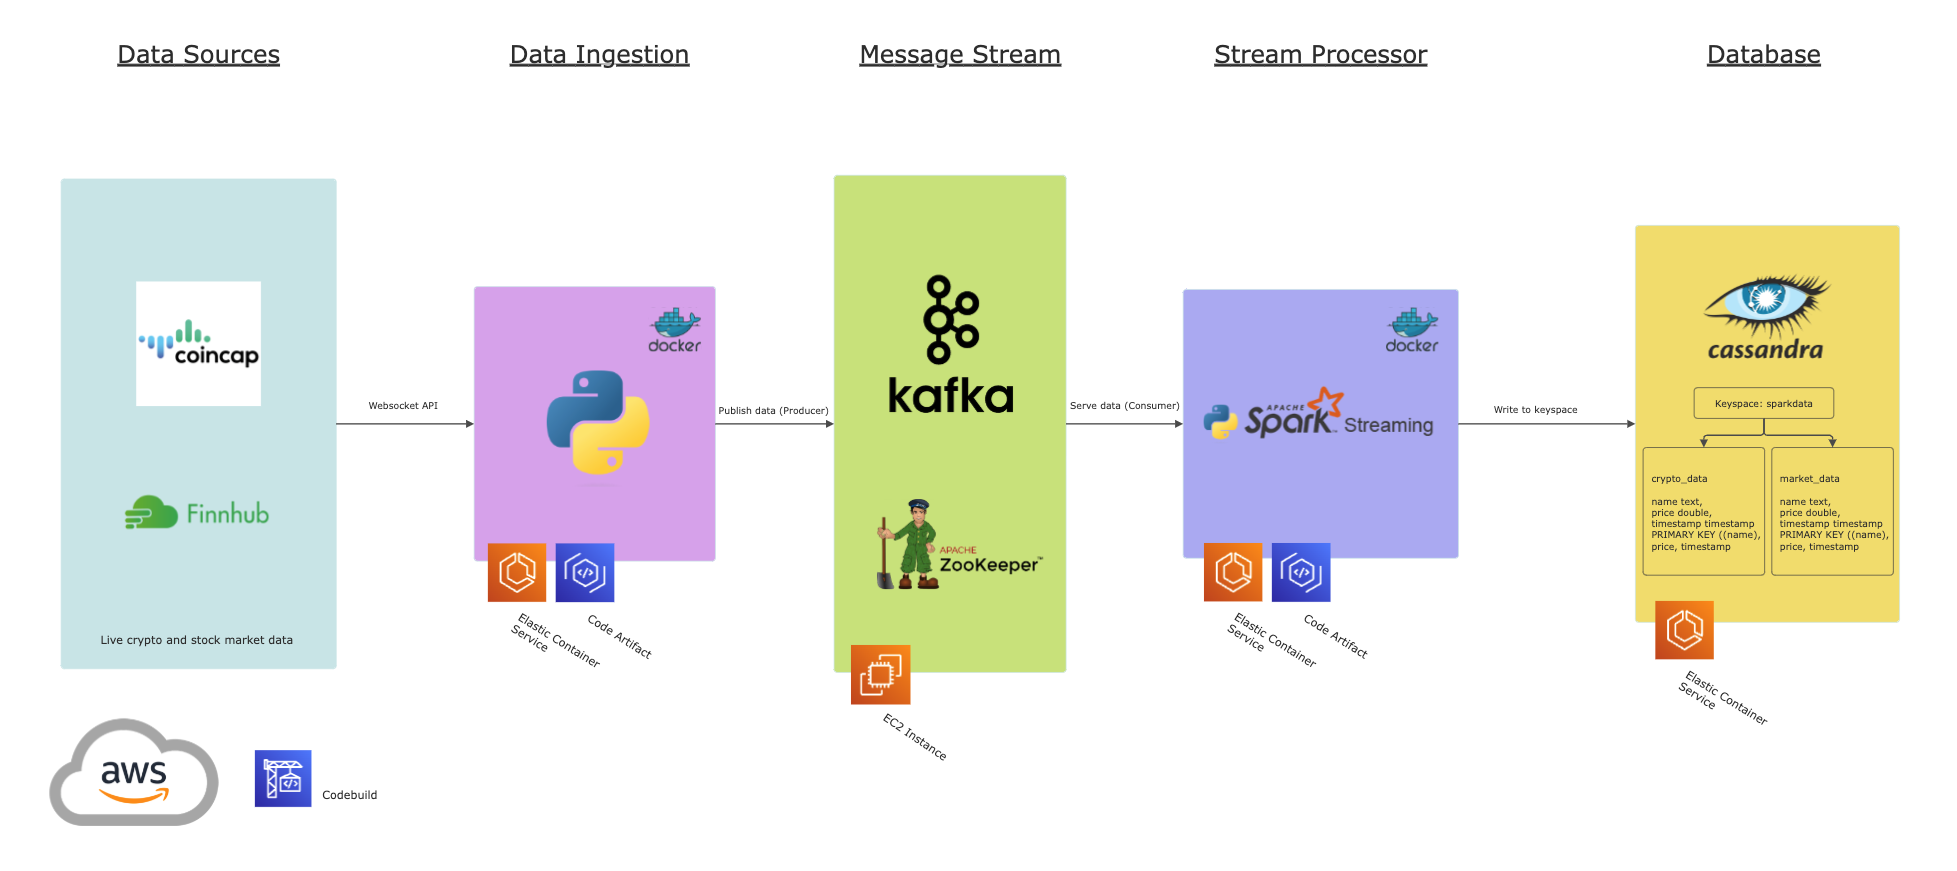 Data Sources
Data Ingestion
Message Stream
Stream Processor
Database
coincap
Finnhub
Live crypto and stock market data
Websocket API
docker
Elastic Container
Service
Code Artifact
Publish data (Producer)
kafka
APACHE
ZooKeeper™
EC2 Instance
Serve data (Consumer)
docker
APACHE
Spark™ Streaming
Elastic Container
Service
Code Artifact
Write to keyspace
cassandra
Keyspace: sparkdata
crypto_data
name text,
price double,
timestamp timestamp
PRIMARY KEY ((name),
price, timestamp
market_data
name text,
price double,
timestamp timestamp
PRIMARY KEY ((name),
price, timestamp
Elastic Container
Service
aws
Codebuild